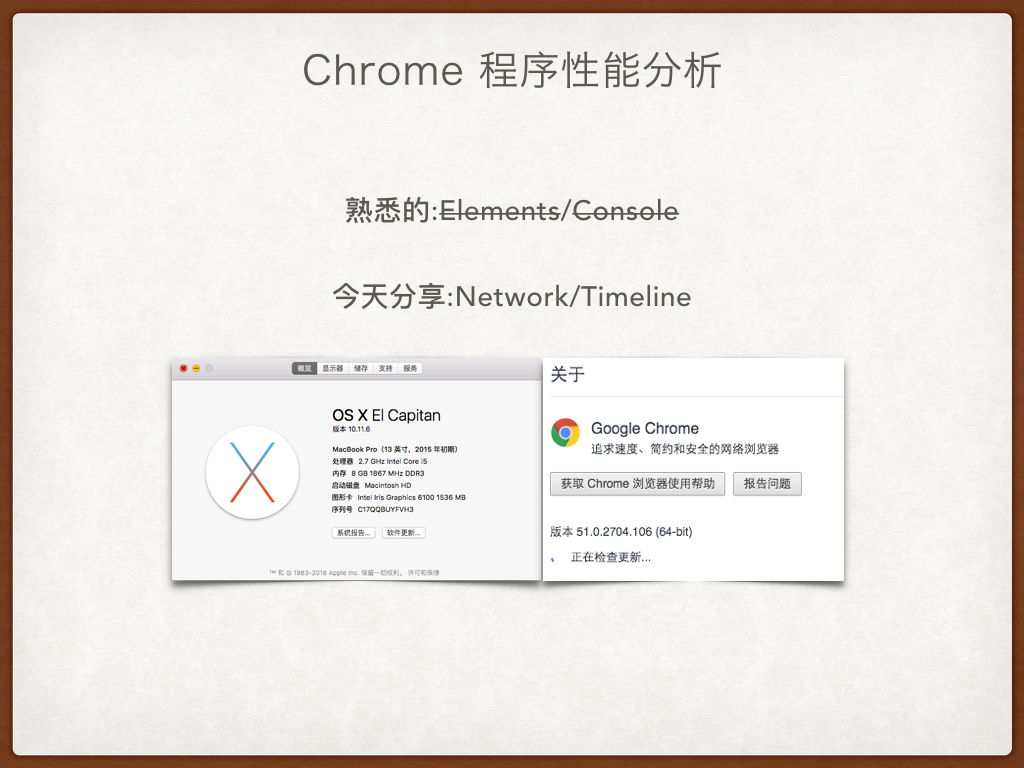 Chrome 程序性能分析
熟悉的:Elements/Console
今天分享:Network/Timeline
概览 显示器 储存 支持 服务
OS X El Capitan
版本 10.11.6
MacBook Pro（13 英寸，2015 年初期）
处理器 2.7 GHz Intel Core i5
内存 8 GB 1867 MHz DDR3
启动磁盘 Macintosh HD
图形卡 Intel Iris Graphics 6100 1536 MB
序列号 C17QQBUYFVH3
系统报告... 软件更新...
™ 和 © 1983-2016 Apple Inc. 保留一切权利。 许可和保修
关于
Google Chrome
追求速度、简约和安全的网络浏览器
获取 Chrome 浏览器使用帮助 报告问题
版本 51.0.2704.106 (64-bit)
正在检查更新...